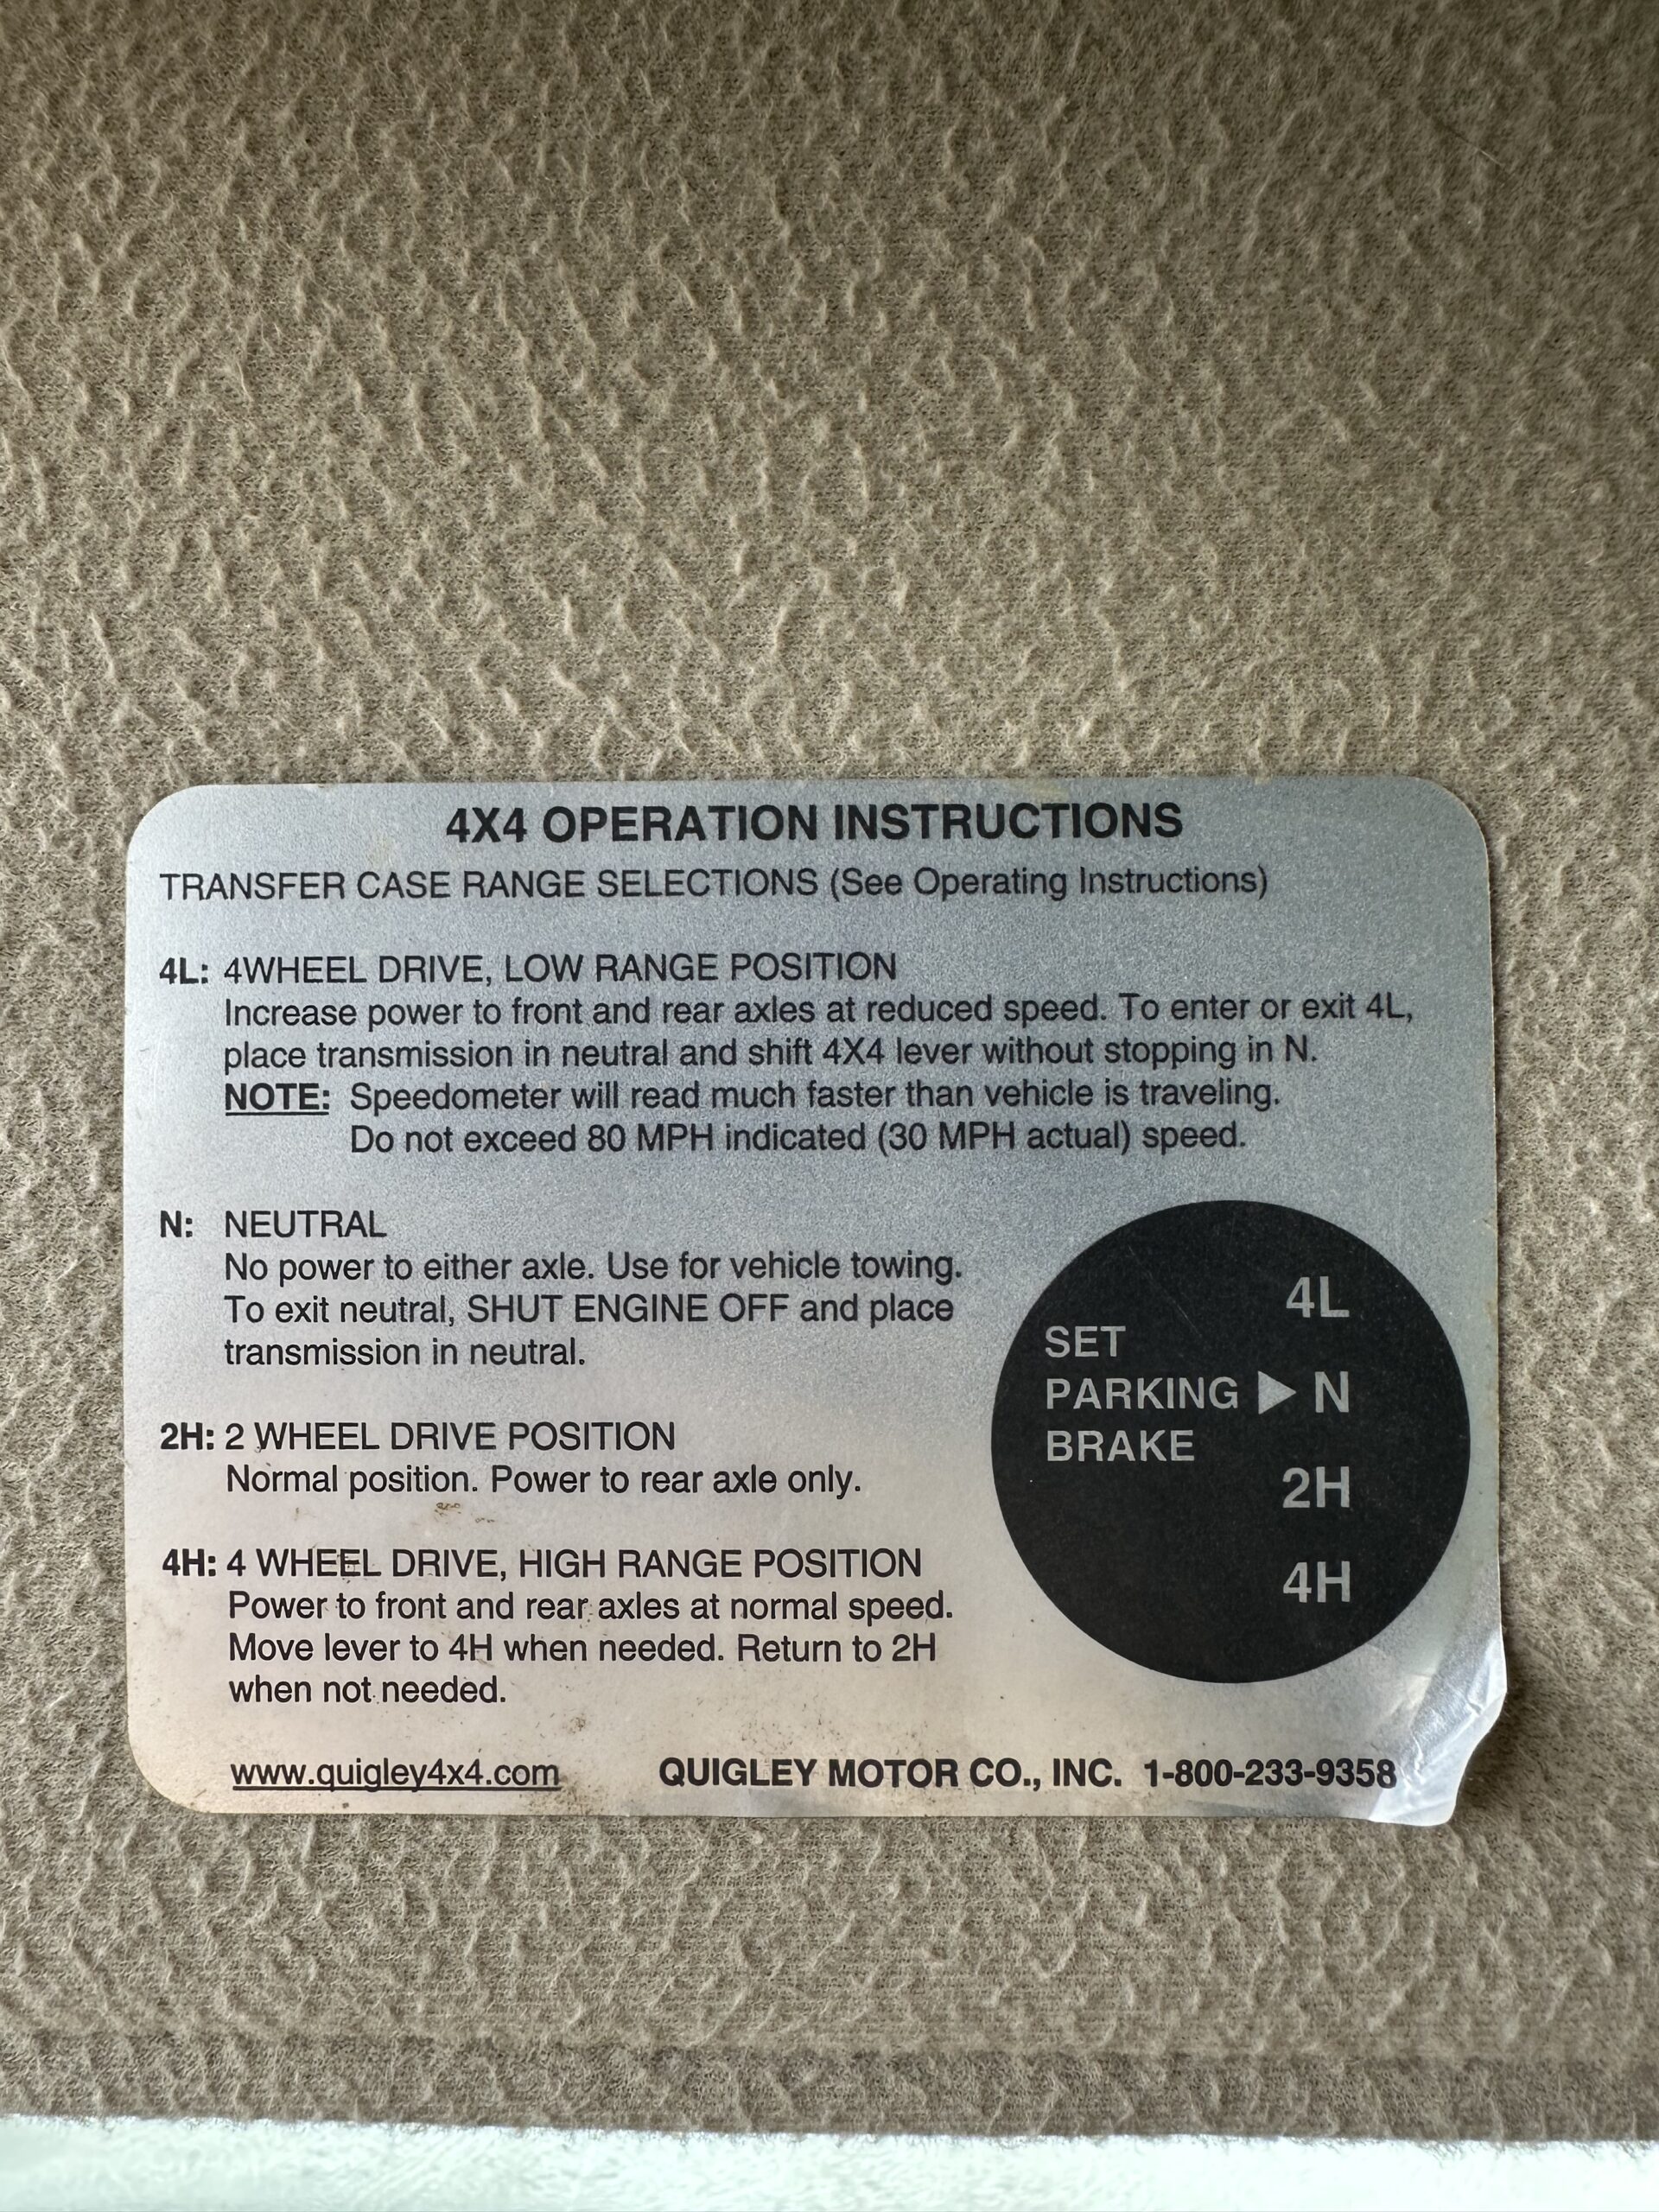 4X4 OPERATION INSTRUCTIONS
TRANSFER CASE RANGE SELECTIONS (See Operating Instructions)
4L: 4WHEEL DRIVE, LOW RANGE POSITION
Increase power to front and rear axles at reduced speed. To enter or exit 4L,
place transmission in neutral and shift 4X4 lever without stopping in N.
NOTE: Speedometer will read much faster than vehicle is traveling.
Do not exceed 80 MPH indicated (30 MPH actual) speed.
N: NEUTRAL
No power to either axle. Use for vehicle towing.
To exit neutral, SHUT ENGINE OFF and place
transmission in neutral.
2H: 2 WHEEL DRIVE POSITION
Normal position. Power to rear axle only.
4H: 4 WHEEL DRIVE, HIGH RANGE POSITION
Power to front and rear axles at normal speed.
Move lever to 4H when needed. Return to 2H
when not needed.
4L
SET
PARKING ▶ N
BRAKE
2H
4H
www.quigley4x4.com QUIGLEY MOTOR CO., INC. 1-800-233-9358